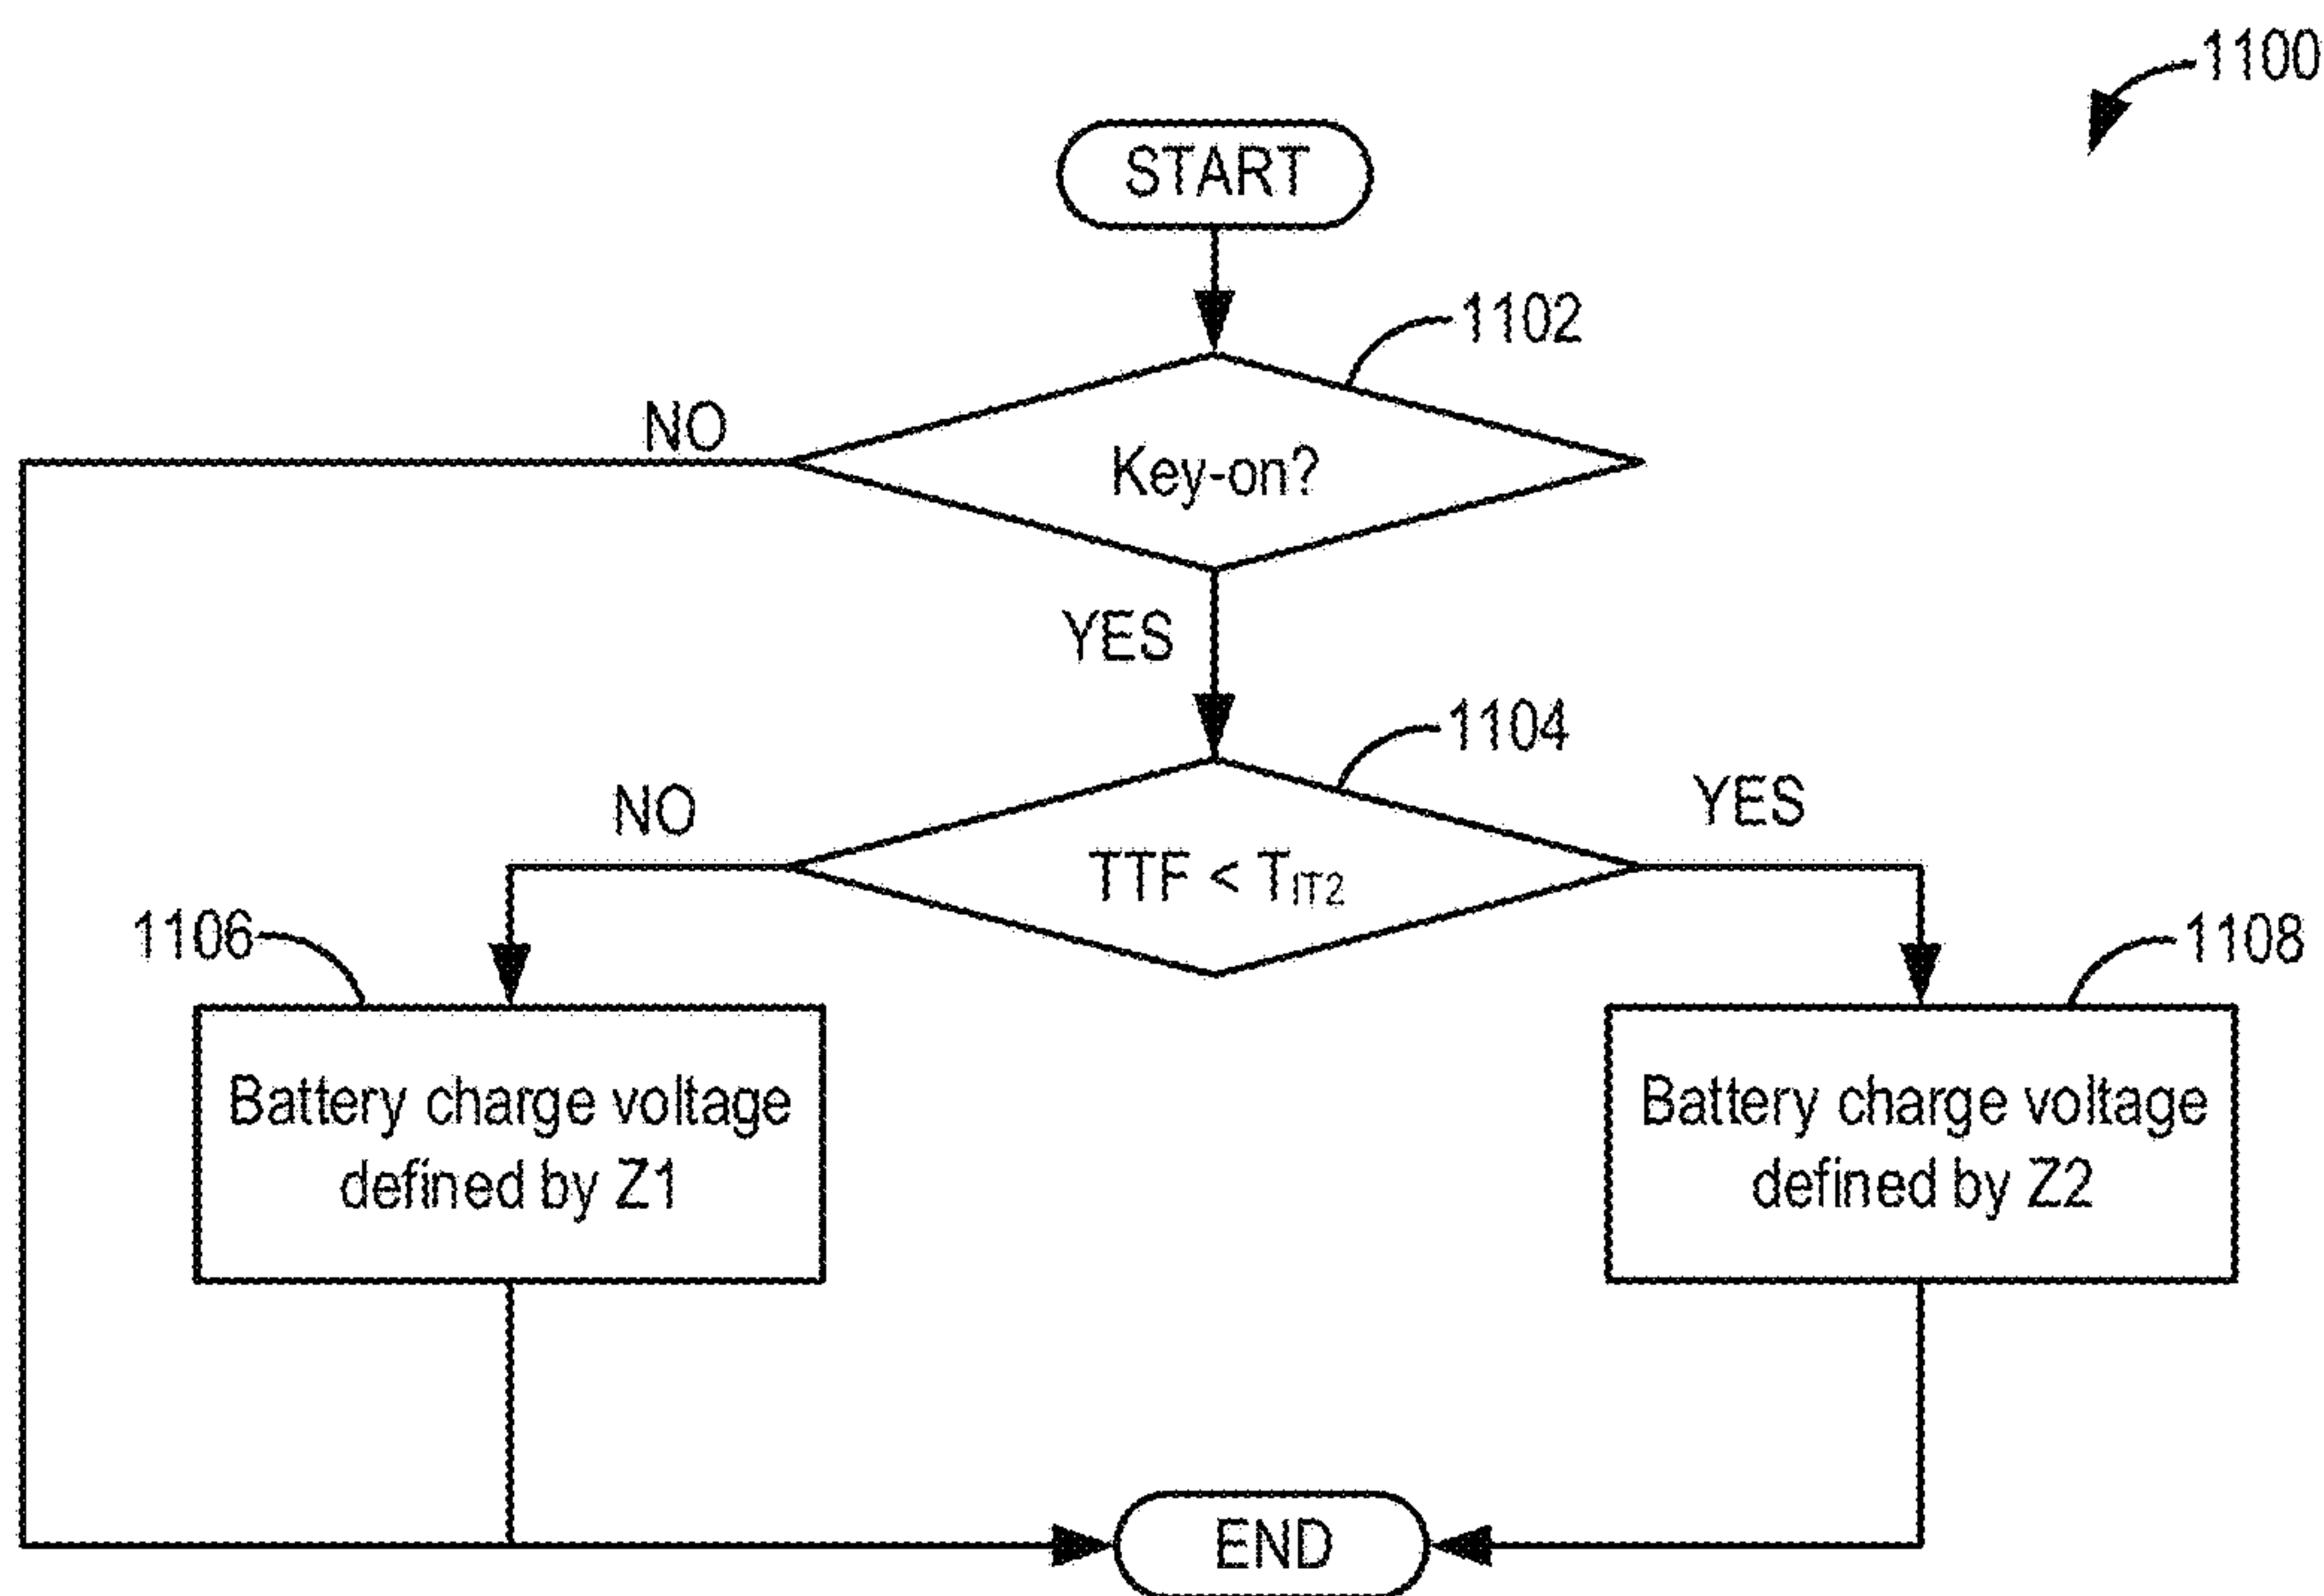 1100
START
1102
NO
Key-on?
YES
1104
NO
YES
TTF < TIT2
1106
1108
Battery charge voltage
defined by Z1
Battery charge voltage
defined by Z2
END